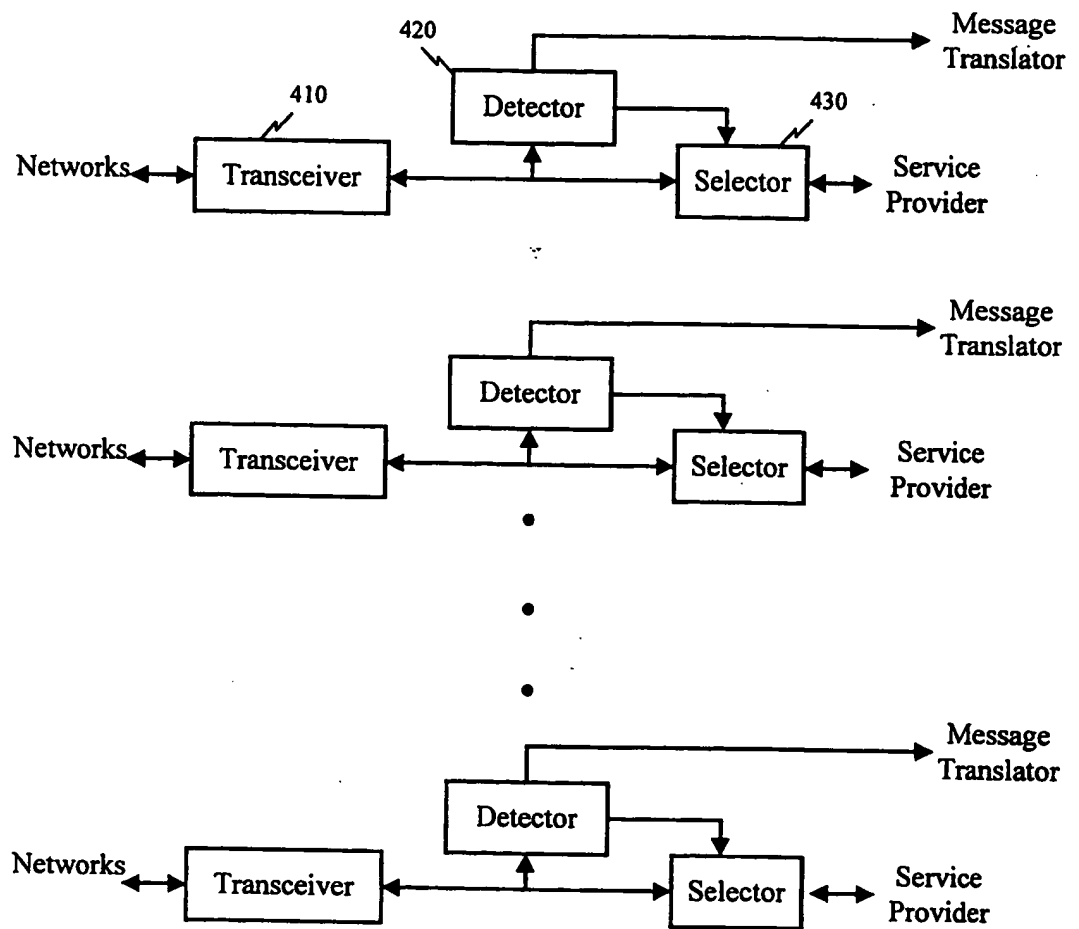 Message
Translator
420
Detector
410
430
Networks
Transceiver
Selector
Service
Provider
Message
Translator
Detector
Networks
Transceiver
Selector
Service
Provider
Message
Translator
Detector
Networks
Transceiver
Selector
Service
Provider